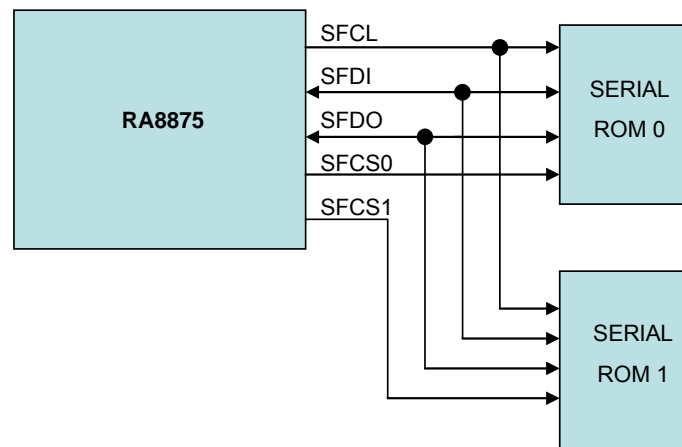 SFCL
SFDI
SFDO
SFCS0
SFCS1
RA8875
SERIAL
ROM 0
SERIAL
ROM 1